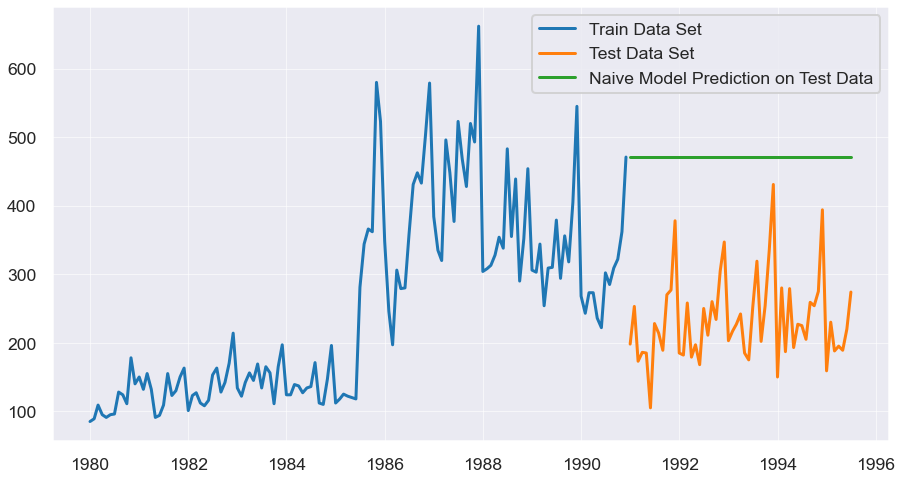 Train Data Set
Test Data Set
Naive Model Prediction on Test Data
600
500
400
300
200
100
1980 1982 1984 1986 1988 1990 1992 1994 1996